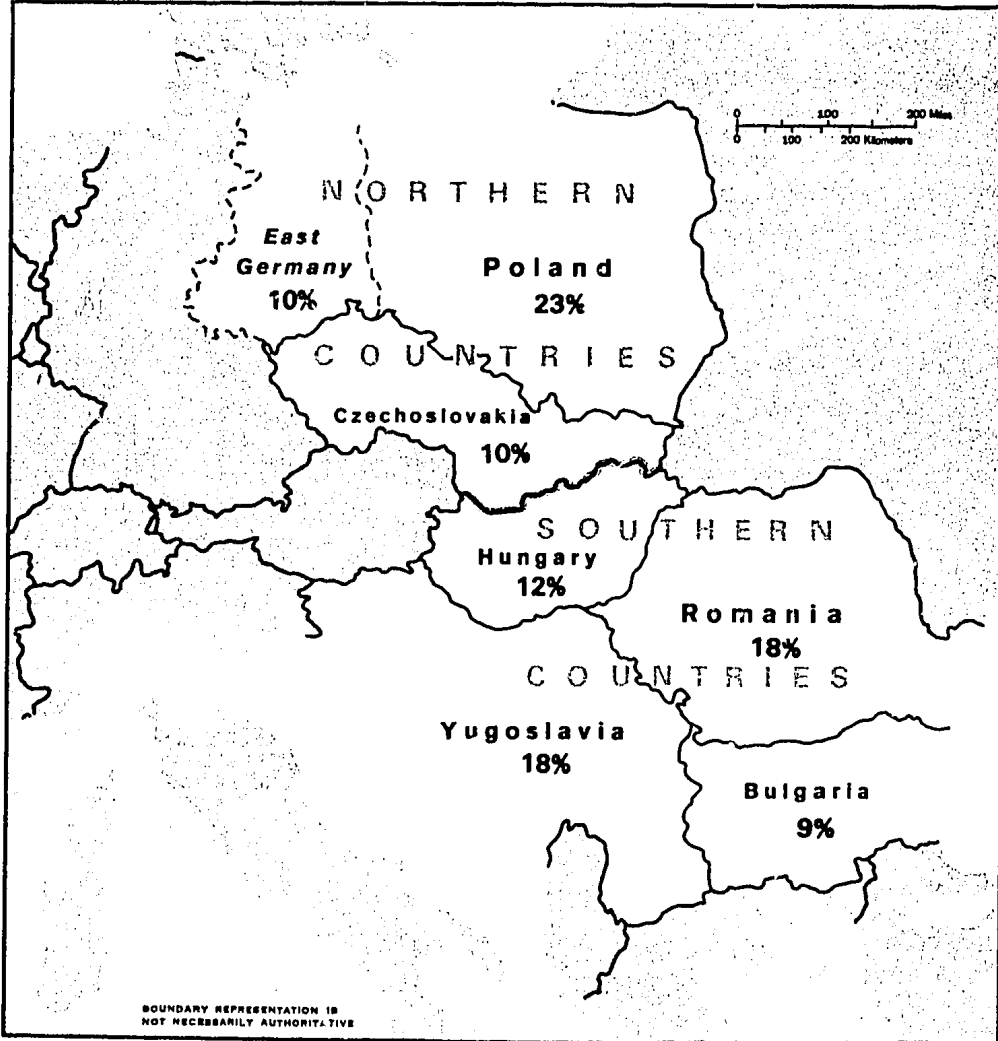 0 100 200 Miles
0 100 200 Kilometers
NORTHERN
East
Germany
10%
Poland
23%
COUNTRIES
Czechoslovakia
10%
SOUTHERN
Hungary
12%
Romania
18%
COUNTRIES
Yugoslavia
18%
Bulgaria
9%
BOUNDARY REPRESENTATION IS
NOT NECESSARILY AUTHORITATIVE